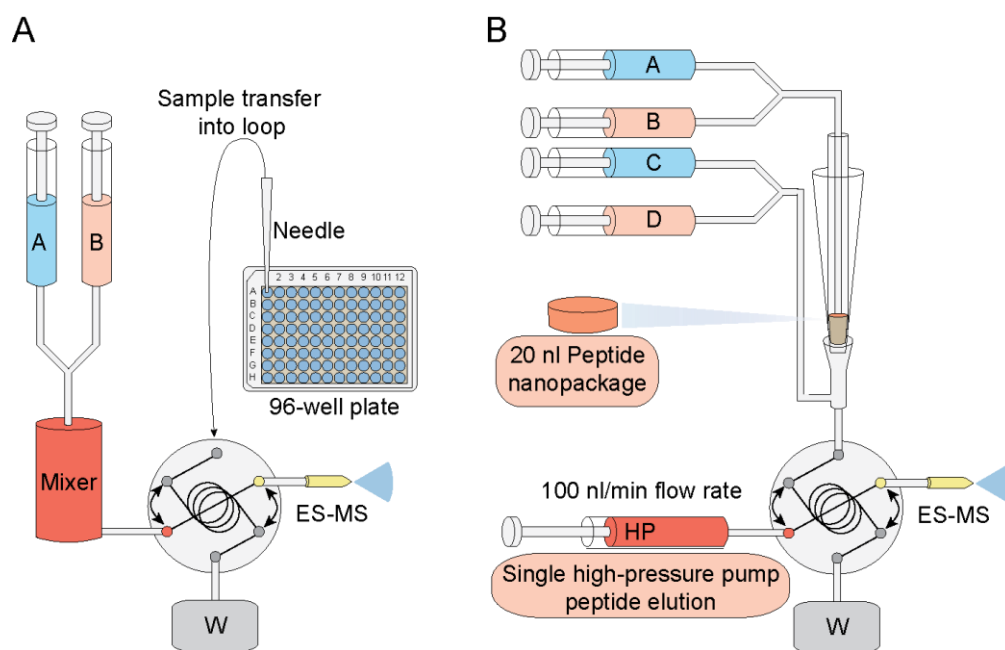 A
Sample transfer
into loop
A
B
Needle
2 3 4 5 6 7 8 9 10 11 12
A
B
C
D
E
F
G
H
96-well plate
Mixer
ES-MS
W
B
A
B
C
D
20 nl Peptide
nanopackage
100 nl/min flow rate
HP
ES-MS
Single high-pressure pump
peptide elution
W